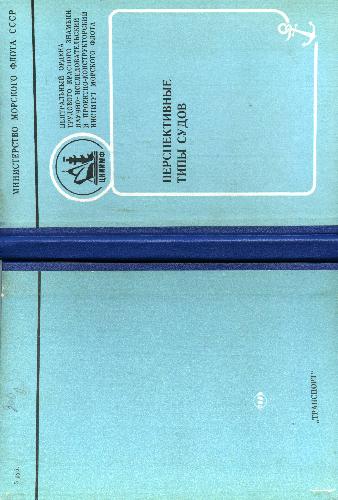 МИНИСТЕРСТВО МОРСКОГО ФЛОТА СССР
ЦЕНТРАЛЬНЫЙ ОРДЕНА
ТРУДОВОГО КРАСНОГО ЗНАМЕНИ
НАУЧНО-ИССЛЕДОВАТЕЛЬСКИЙ
И ПРОЕКТНО-КОНСТРУКТОРСКИЙ
ИНСТИТУТ МОРСКОГО ФЛОТА
ЦНИИМФ
ПЕРСПЕКТИВНЫЕ
ТИПЫ СУДОВ
„ТРАНСПОРТ“